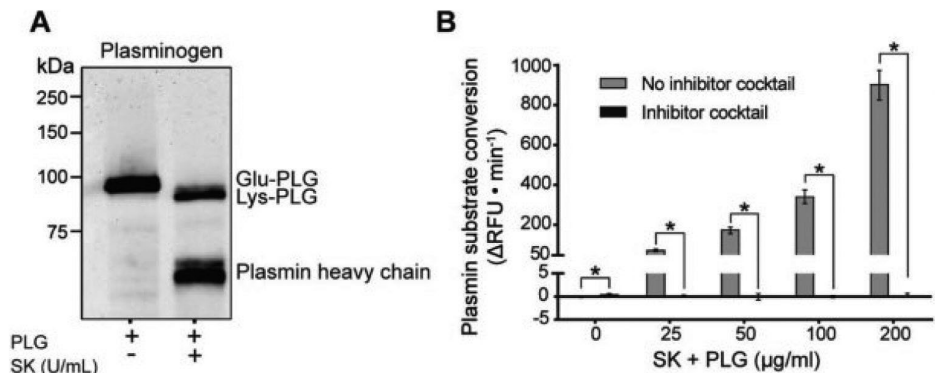 A
Plasminogen
kDa
250
150
100
75
Glu-PLG
Lys-PLG
Plasmin heavy chain
PLG + +
SK (U/mL) - +
B
Plasmin substrate conversion
(ΔRFU • min⁻¹)
1000
800
600
400
200
50
5
0
-5
No inhibitor cocktail
Inhibitor cocktail
* * * * *
0 25 50 100 200
SK + PLG (µg/ml)